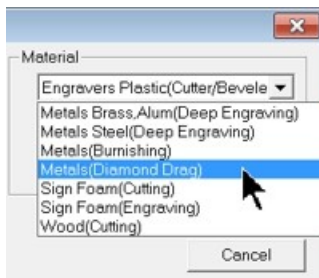 Material
Engravers Plastic(Cutter/Bevele
Metals Brass,Alum(Deep Engraving)
Metals Steel(Deep Engraving)
Metals(Burnishing)
Metals(Diamond Drag)
Sign Foam(Cutting)
Sign Foam(Engraving)
Wood(Cutting)
Cancel